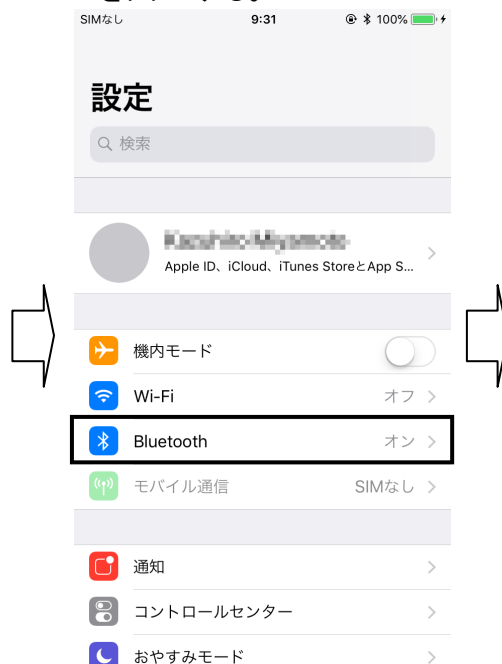 SIMなし 9:31 100%
設定
検索
Apple ID、iCloud、iTunes StoreとApp S...
機内モード
Wi-Fi オフ
Bluetooth オン
モバイル通信 SIMなし
通知
コントロールセンター
おやすみモード